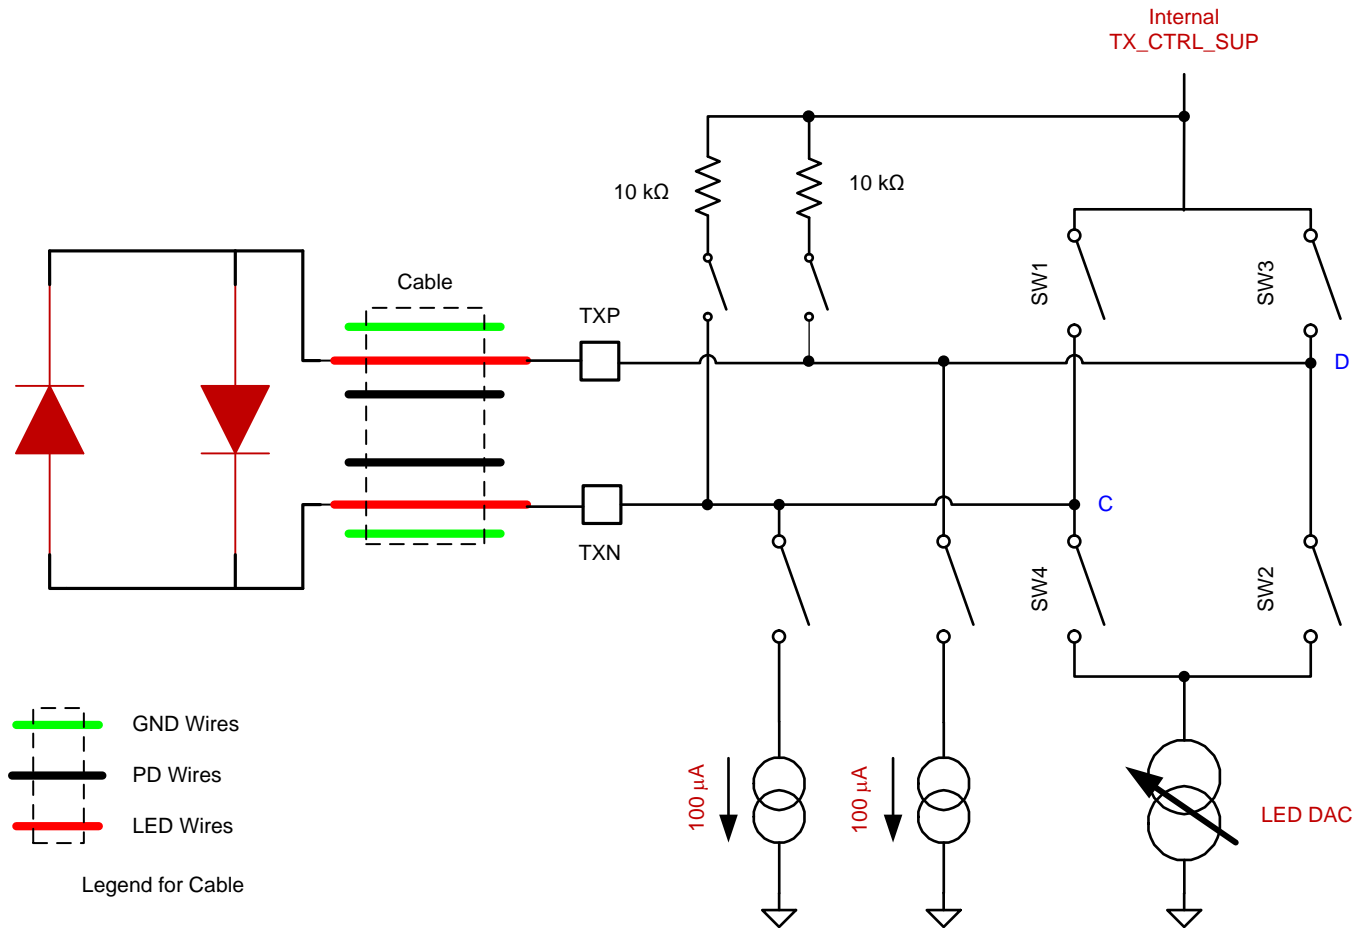 Internal
TX_CTRL_SUP
10 kΩ
10 kΩ
SW1
SW3
Cable
TXP
D
C
TXN
SW4
SW2
GND Wires
PD Wires
LED Wires
100 µA
100 µA
LED DAC
Legend for Cable